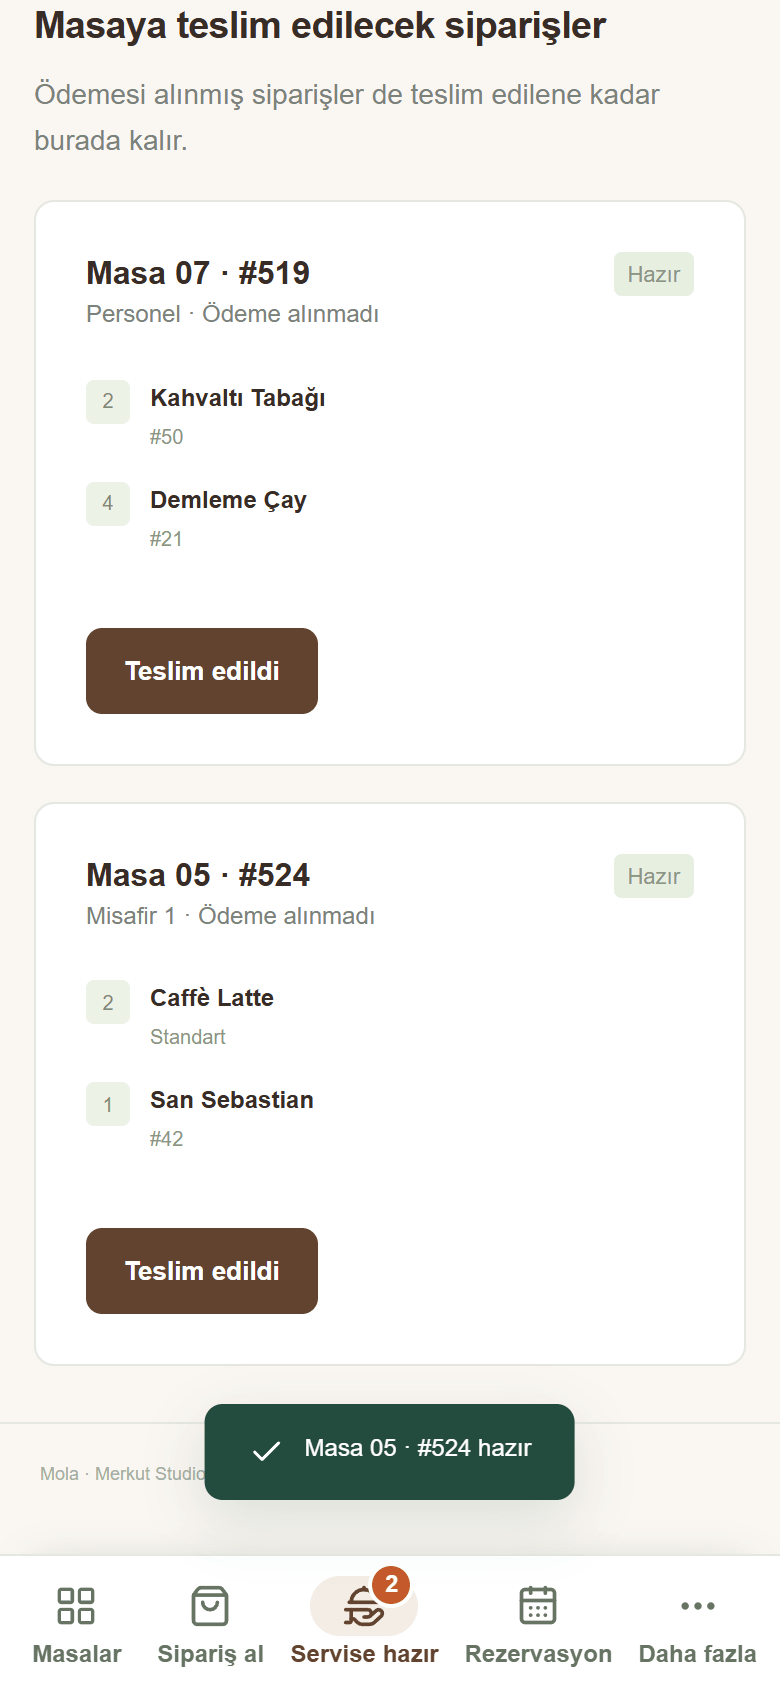 Masaya teslim edilecek siparişler
Ödemesi alınmış siparişler de teslim edilene kadar
burada kalır.
Masa 07 · #519
Hazır
Personel · Ödeme alınmadı
2
Kahvaltı Tabağı
#50
4
Demleme Çay
#21
Teslim edildi
Masa 05 · #524
Hazır
Misafir 1 · Ödeme alınmadı
2
Caffè Latte
Standart
1
San Sebastian
#42
Teslim edildi
Masa 05 · #524 hazır
Mola · Merkut Studio
2
Masalar
Sipariş al
Servise hazır
Rezervasyon
Daha fazla